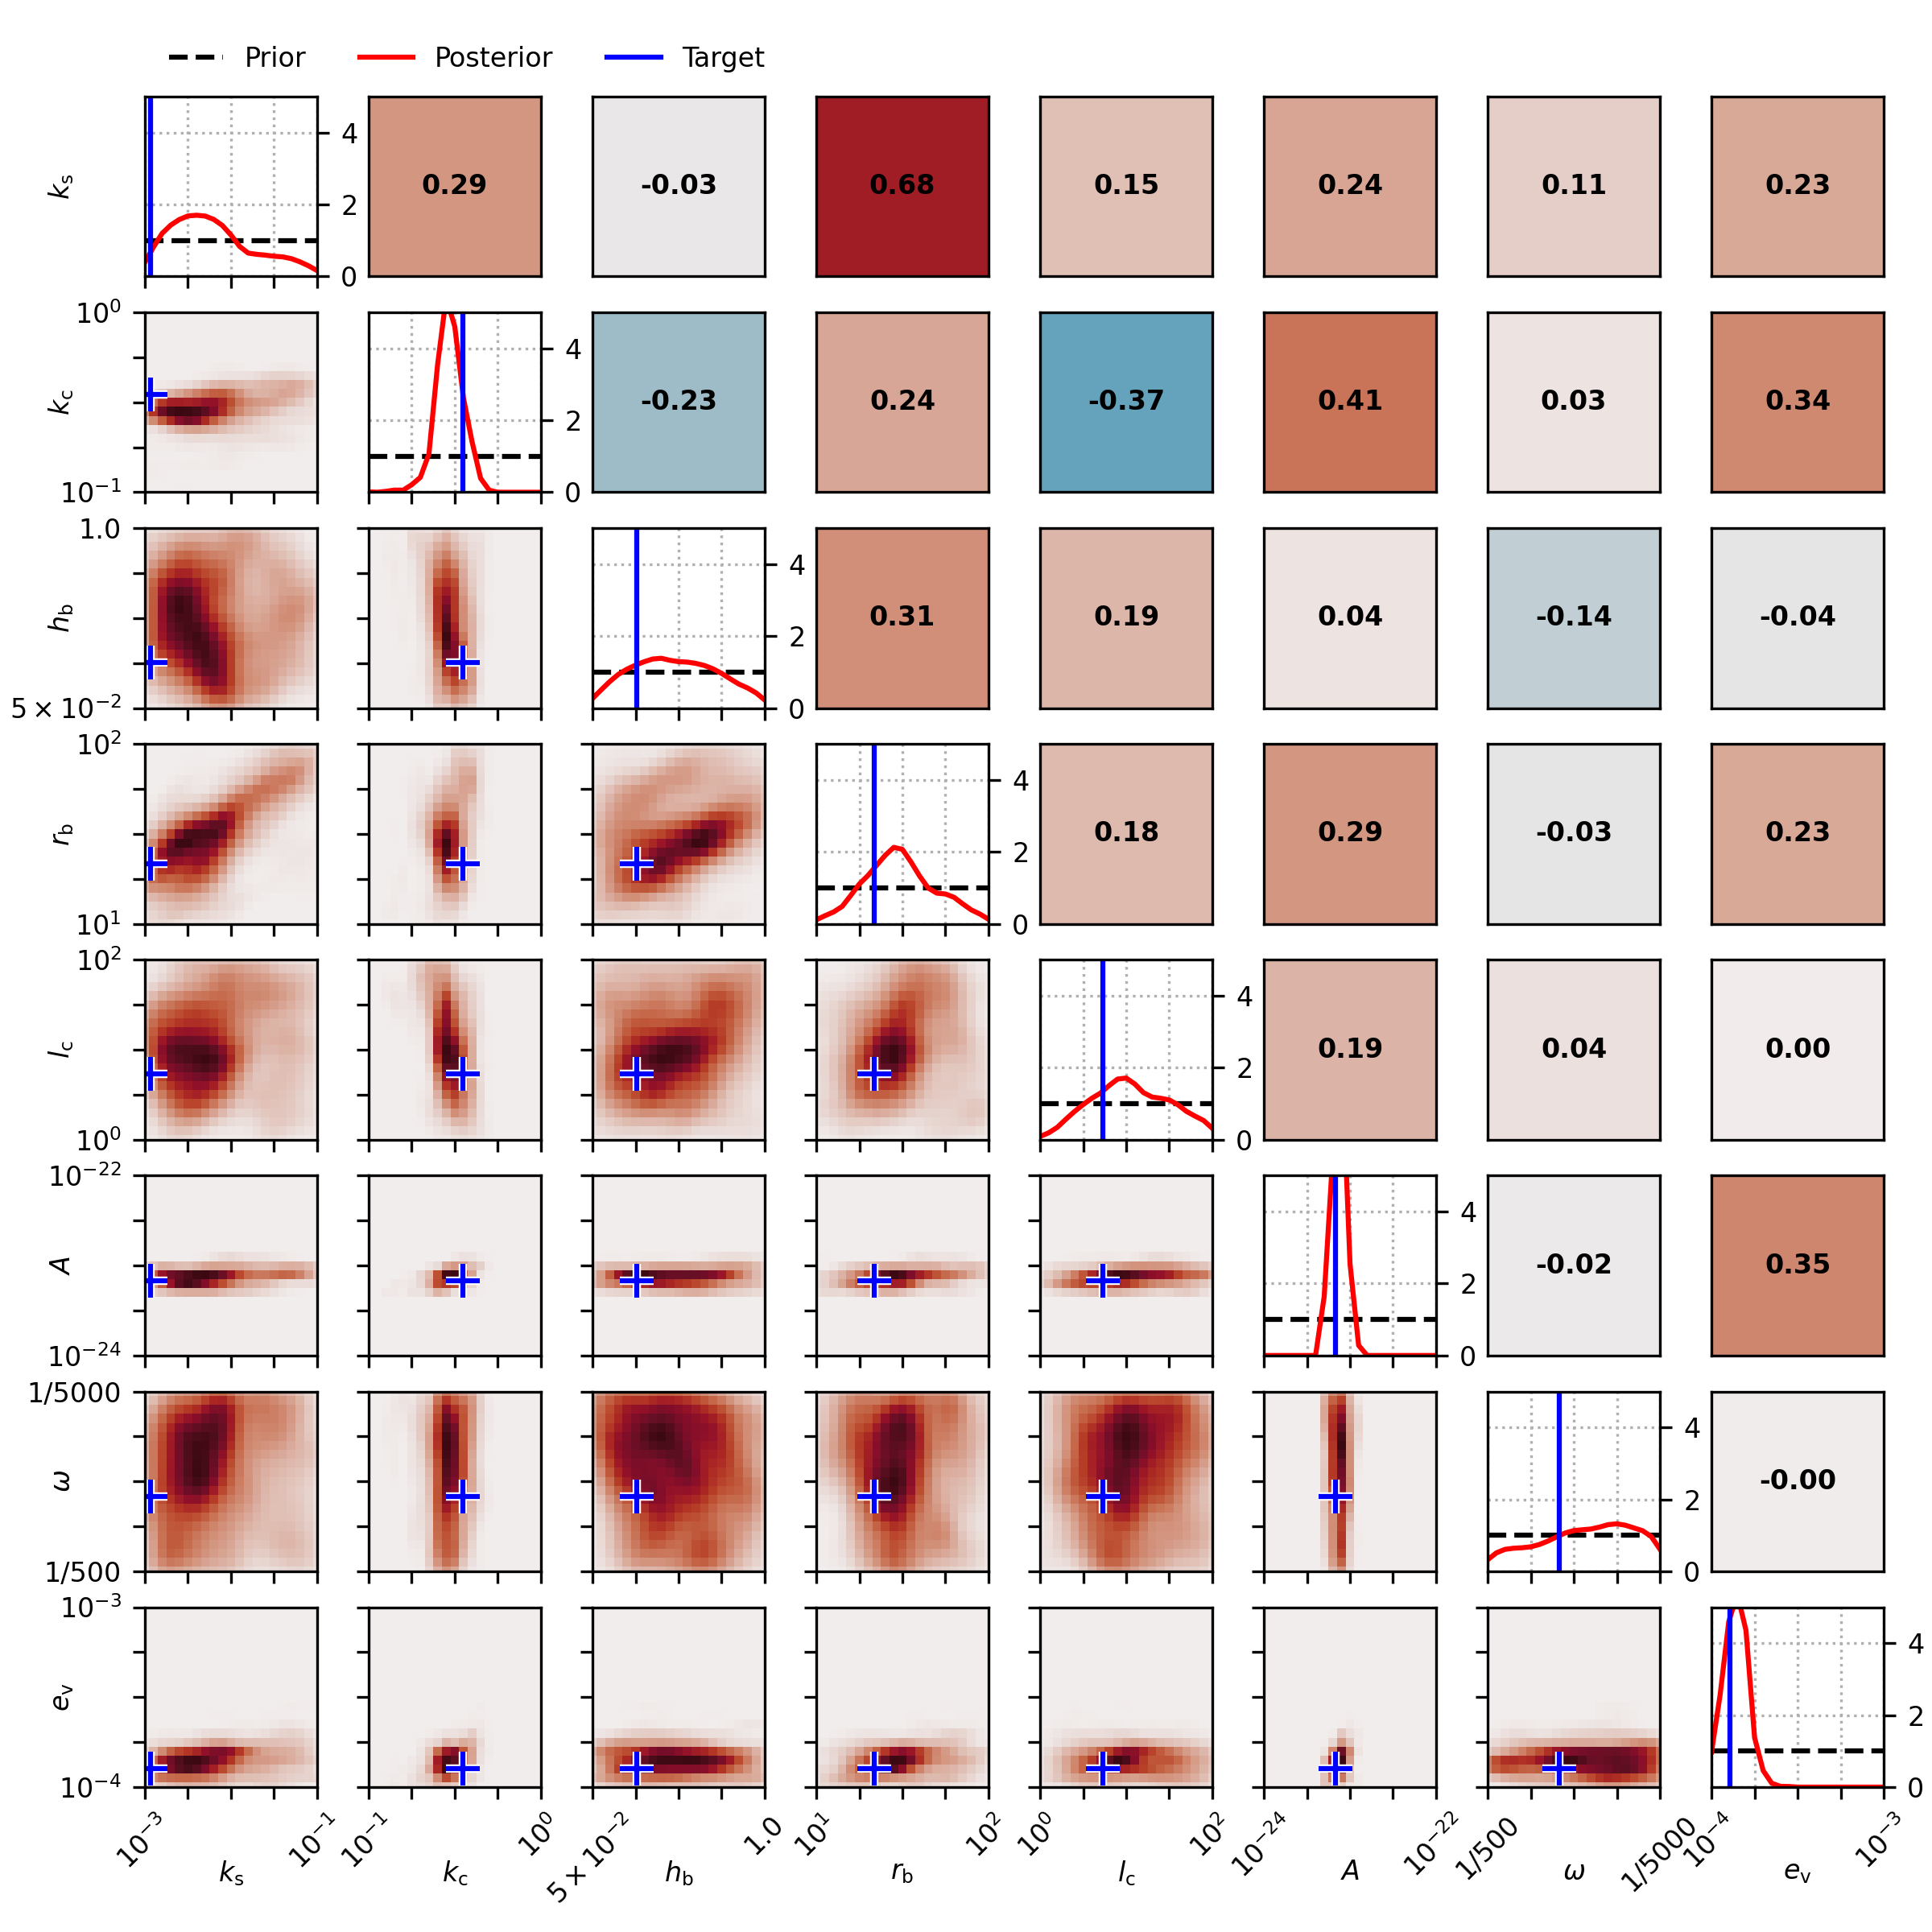 Prior Posterior Target
4
2
0
k_s
0.29 -0.03 0.68 0.15 0.24 0.11 0.23
10^0
k_c
10^{-1}
4
2
0
-0.23 0.24 -0.37 0.41 0.03 0.34
1.0
h_b
5 × 10^{-2}
4
2
0
0.31 0.19 0.04 -0.14 -0.04
10^2
r_b
10^1
4
2
0
0.18 0.29 -0.03 0.23
10^2
l_c
10^0
4
2
0
0.19 0.04 0.00
10^{-22}
A
10^{-24}
4
2
0
-0.02 0.35
1/5000
ω
1/500
4
2
0
-0.00
10^{-3}
e_v
10^{-4}
4
2
0
10^{-3} 10^{-1} 10^{-1} 10^0 5 × 10^{-2} 1.0 10^1 10^2 10^0 10^2 10^{-24} 10^{-22} 1/500 1/5000 10^{-4} 10^{-3}
k_s k_c h_b r_b l_c A ω e_v